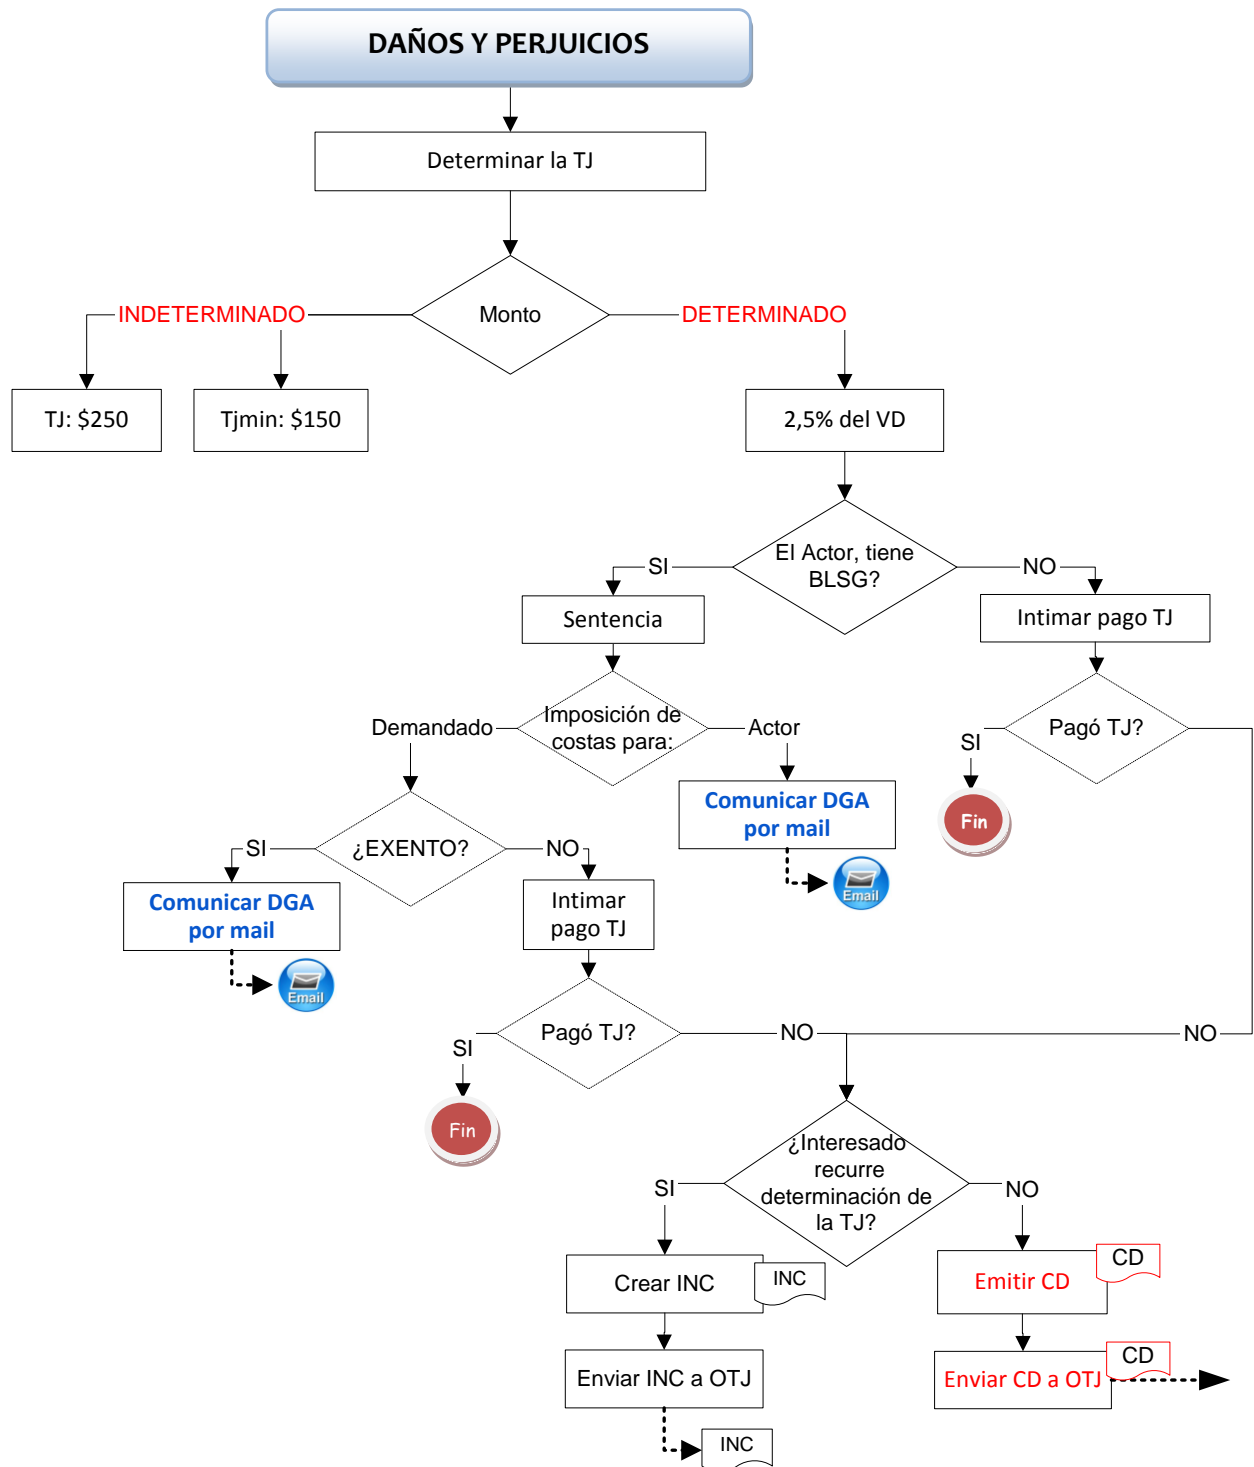 DAÑOS Y PERJUICIOS
Determinar la TJ
Monto
INDETERMINADO
DETERMINADO
TJ: $250
Tjmin: $150
2,5% del VD
El Actor, tiene
BLSG?
SI
NO
Sentencia
Intimar pago TJ
Imposición de
costas para:
Demandado
Actor
Pagó TJ?
SI
Comunicar DGA
por mail
Fin
¿EXENTO?
SI
NO
Email
Comunicar DGA
por mail
Intimar
pago TJ
Email
Pagó TJ?
SI
NO
NO
Fin
¿Interesado
recurre
determinación de
la TJ?
SI
NO
Crear INC
INC
Emitir CD
CD
Enviar INC a OTJ
Enviar CD a OTJ
CD
INC